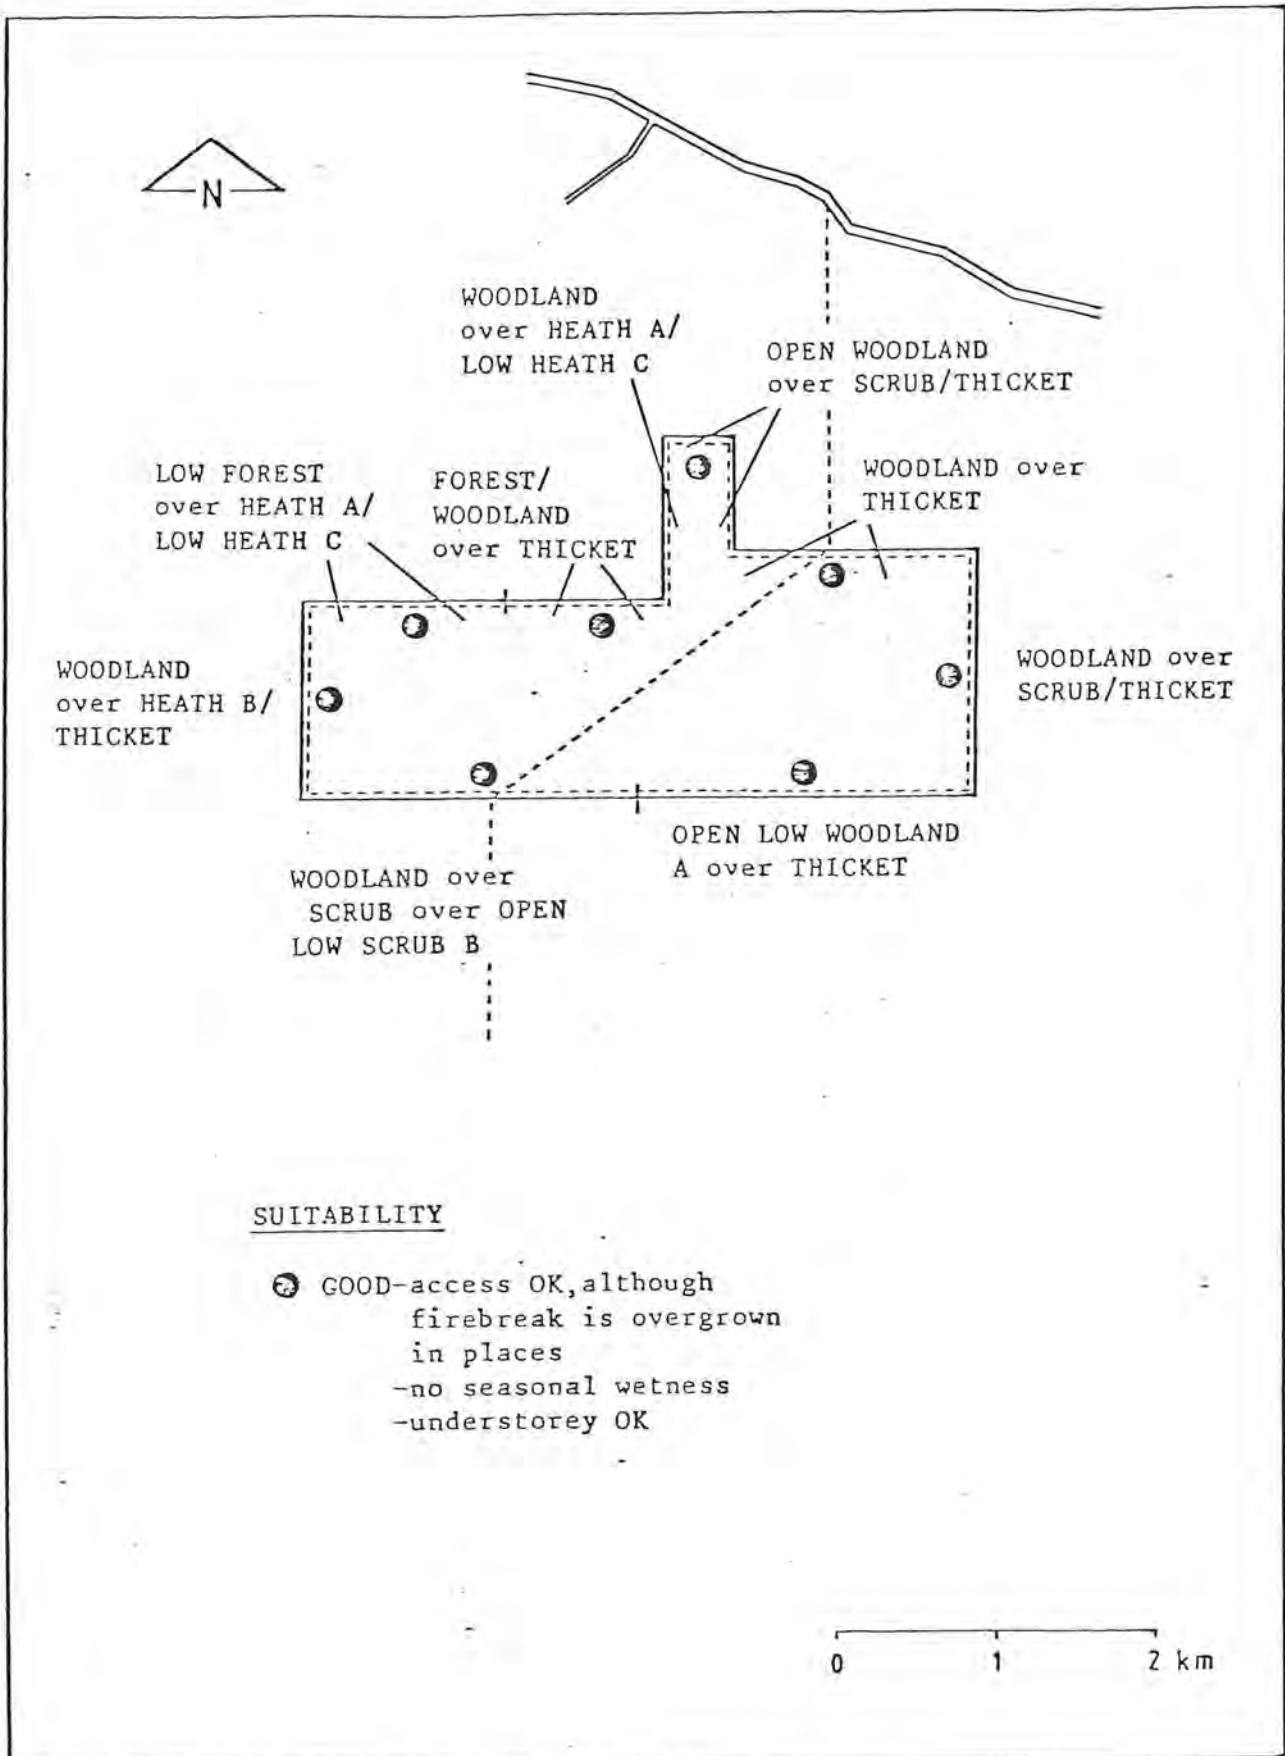 N
WOODLAND
over HEATH A/
LOW HEATH C
OPEN WOODLAND
over SCRUB/THICKET
LOW FOREST
over HEATH A/
LOW HEATH C
FOREST/
WOODLAND
over THICKET
WOODLAND over
THICKET
WOODLAND
over HEATH B/
THICKET
WOODLAND over
SCRUB/THICKET
OPEN LOW WOODLAND
A over THICKET
WOODLAND over
SCRUB over OPEN
LOW SCRUB B
SUITABILITY
GOOD-access OK, although
firebreak is overgrown
in places
-no seasonal wetness
-understorey OK
0 1 2 km